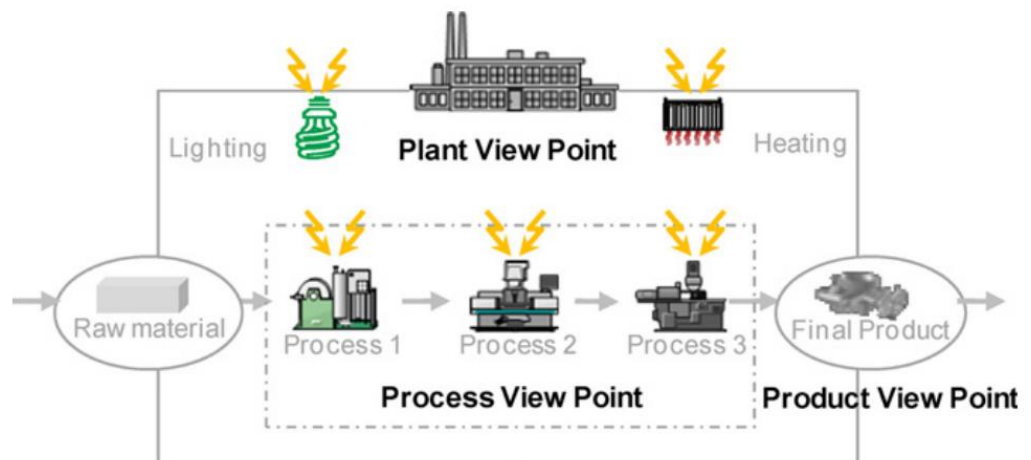 Lighting
Plant View Point
Heating
Raw material
Process 1
Process 2
Process 3
Final Product
Process View Point
Product View Point